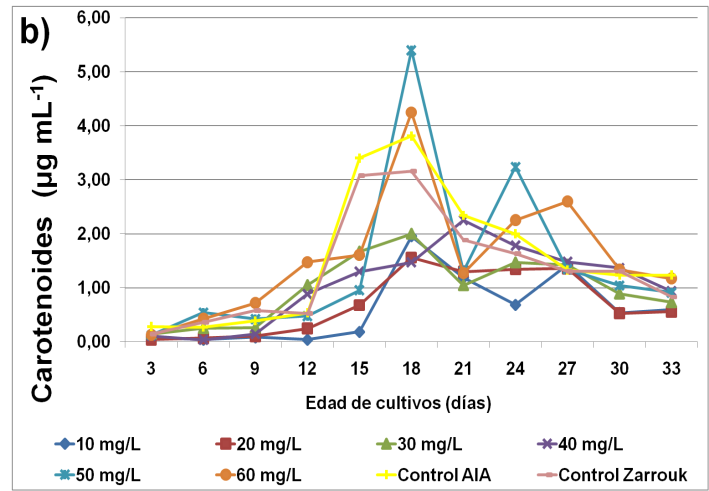 b)
Carotenoides (µg mL-1)
6,00
5,00
4,00
3,00
2,00
1,00
0,00
3 6 9 12 15 18 21 24 27 30 33
Edad de cultivos (días)
10 mg/L 20 mg/L 30 mg/L 40 mg/L
50 mg/L 60 mg/L Control AIA Control Zarrouk